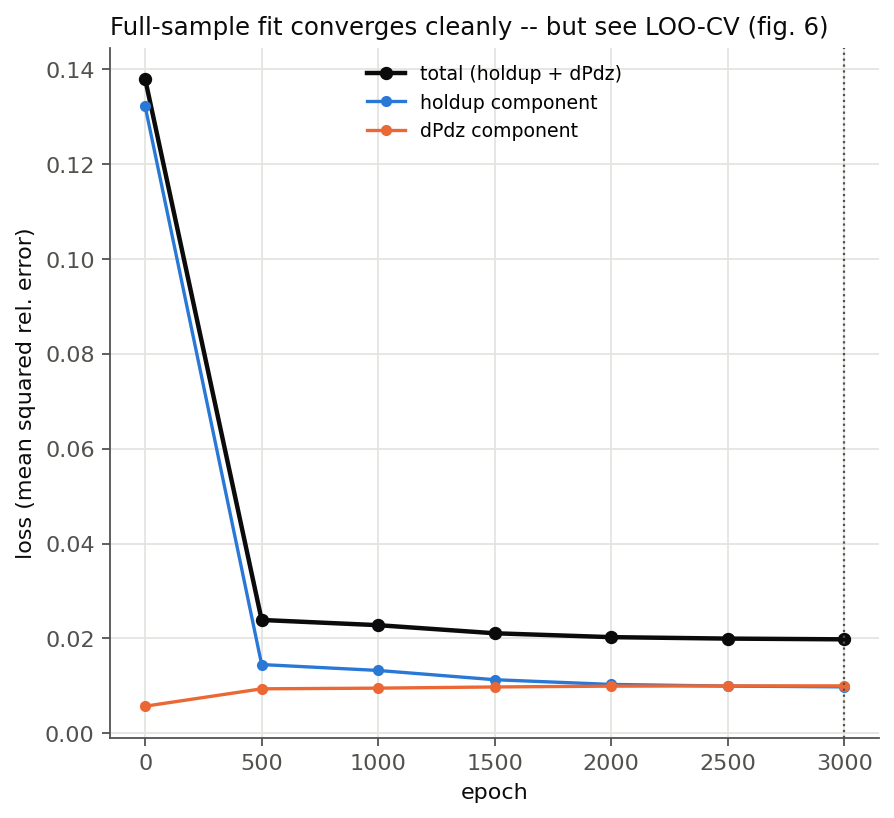 Full-sample fit converges cleanly -- but see LOO-CV (fig. 6)
total (holdup + dPdz)
holdup component
dPdz component
loss (mean squared rel. error)
0.14
0.12
0.10
0.08
0.06
0.04
0.02
0.00
0 500 1000 1500 2000 2500 3000
epoch